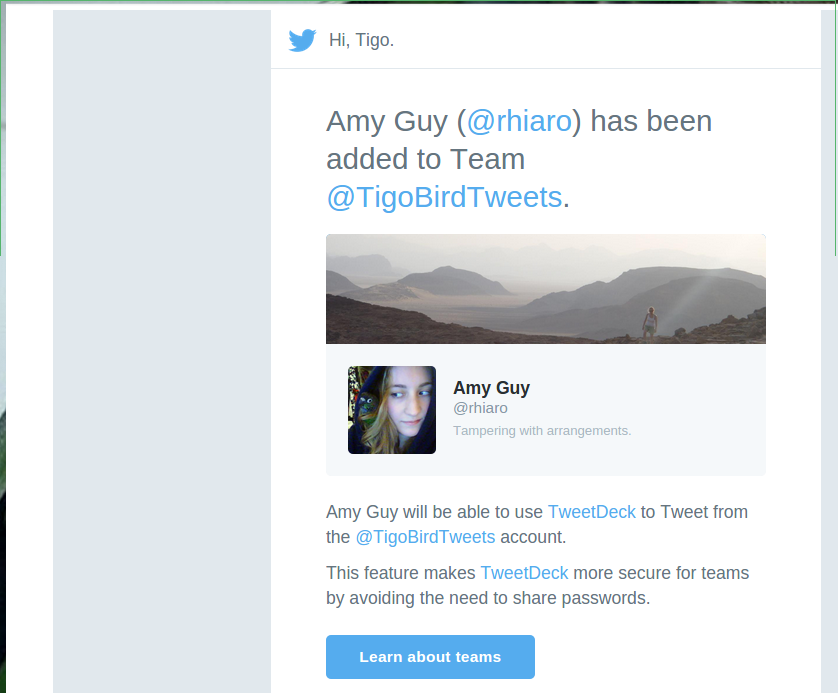 Hi, Tigo.
Amy Guy (@rhiaro) has been
added to Team
@TigoBirdTweets.
Amy Guy
@rhiaro
Tampering with arrangements.
Amy Guy will be able to use TweetDeck to Tweet from
the @TigoBirdTweets account.
This feature makes TweetDeck more secure for teams
by avoiding the need to share passwords.
Learn about teams